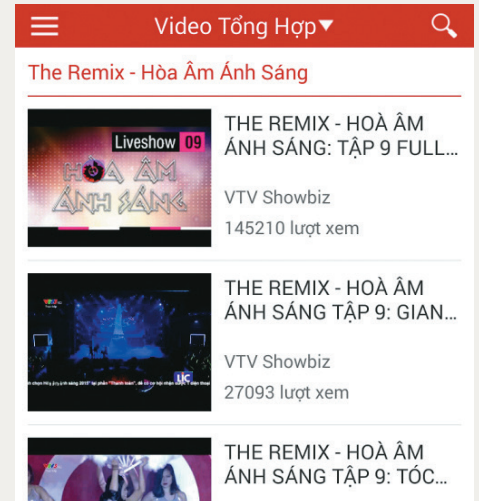 Video Tổng Hợp▼
The Remix - Hòa Âm Ánh Sáng
Liveshow 09
HOÀ ÂM
ÁNH SÁNG
THE REMIX - HOÀ ÂM
ÁNH SÁNG: TẬP 9 FULL...
VTV Showbiz
145210 lượt xem
THE REMIX - HOÀ ÂM
ÁNH SÁNG TẬP 9: GIAN...
VTV Showbiz
27093 lượt xem
THE REMIX - HOÀ ÂM
ÁNH SÁNG TẬP 9: TÓC...